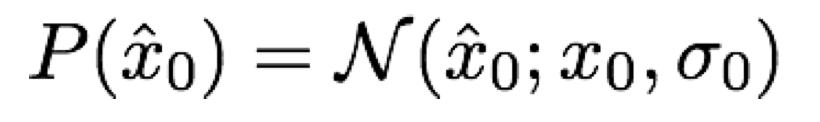 P(x̂₀) = 𝒩(x̂₀; x₀, σ₀)